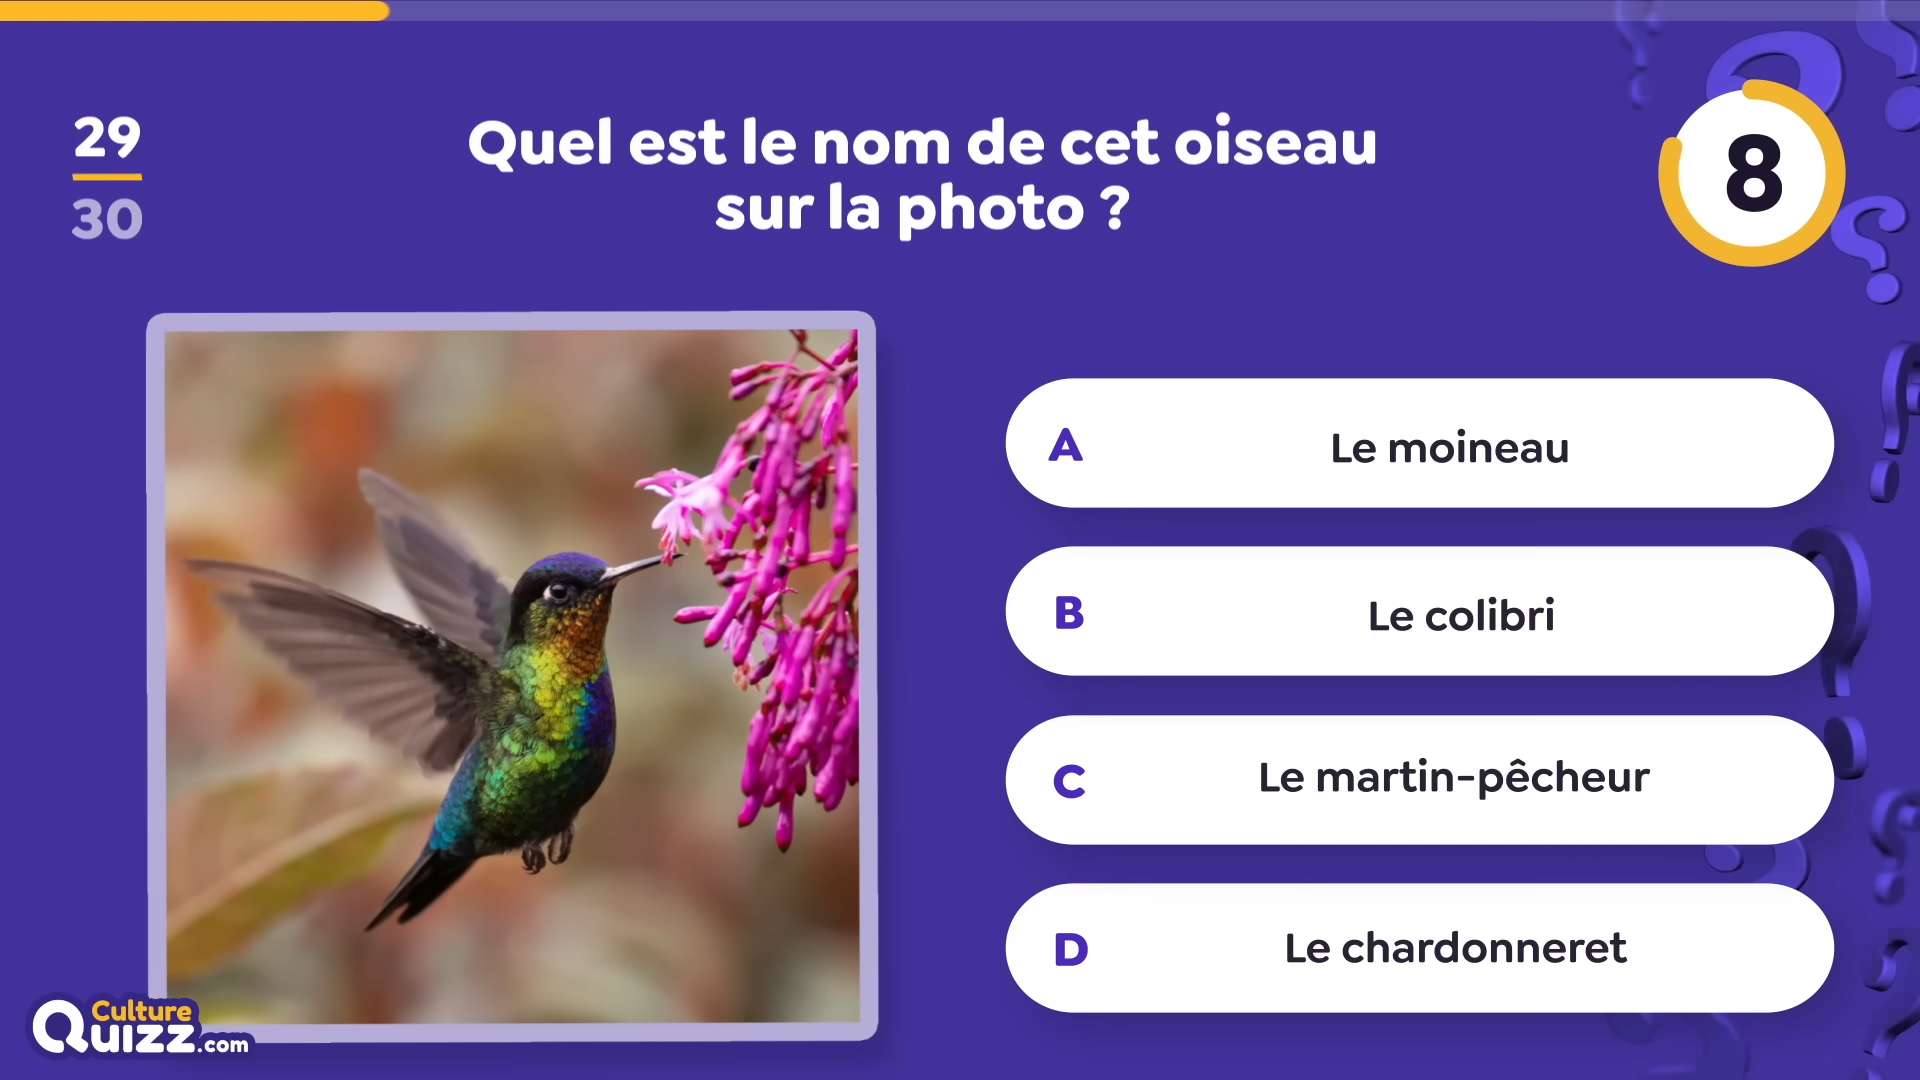 29
30
Quel est le nom de cet oiseau
sur la photo ?
8
A Le moineau
B Le colibri
C Le martin-pêcheur
D Le chardonneret
Culture
Quizz.com